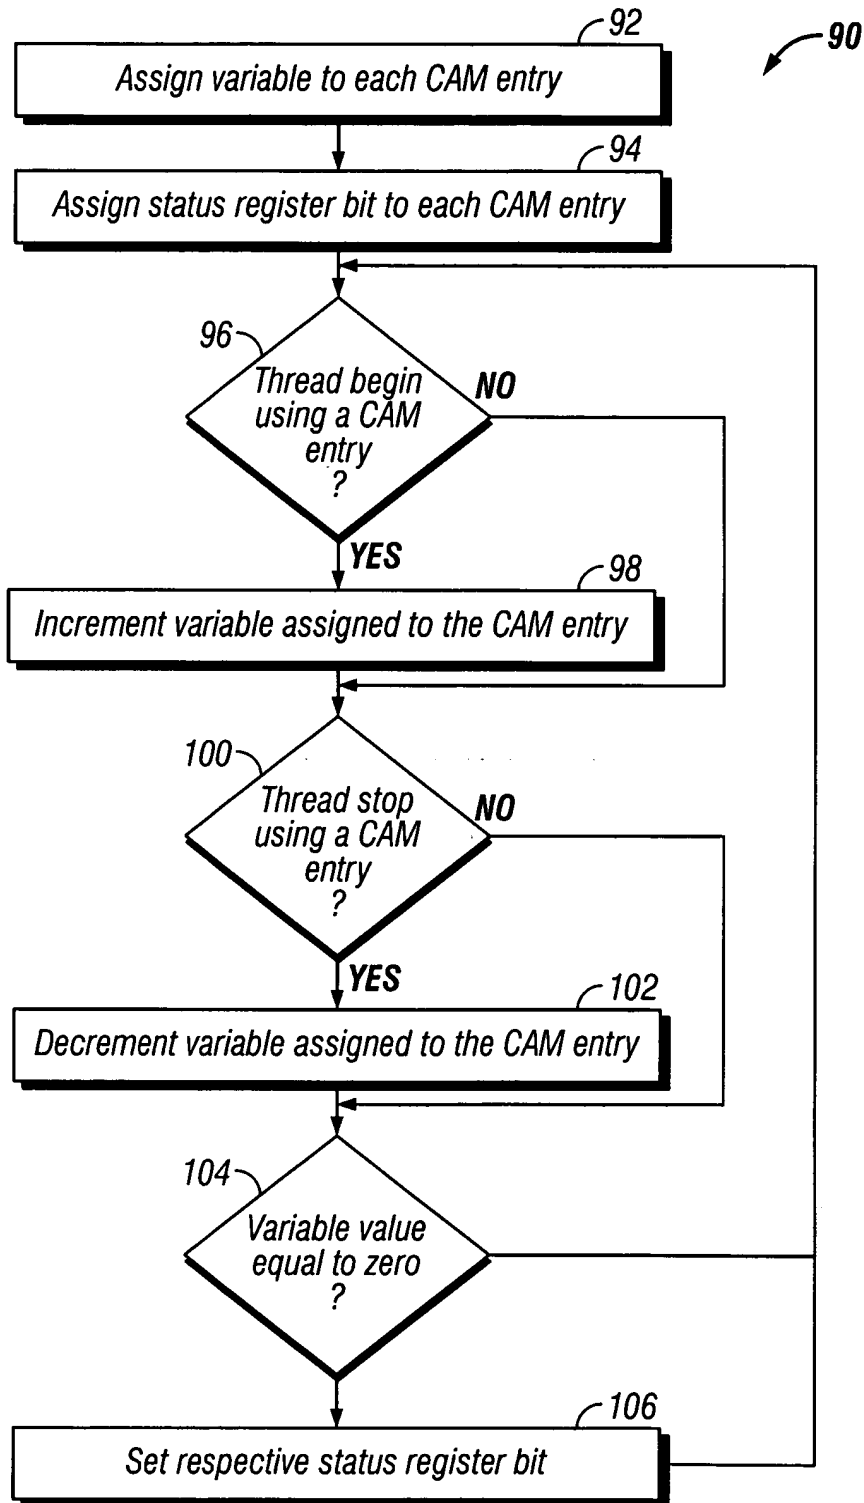 92
90
Assign variable to each CAM entry
94
Assign status register bit to each CAM entry
96
Thread begin
using a CAM
entry
?
NO
YES
98
Increment variable assigned to the CAM entry
100
Thread stop
using a CAM
entry
?
NO
YES
102
Decrement variable assigned to the CAM entry
104
Variable value
equal to zero
?
106
Set respective status register bit